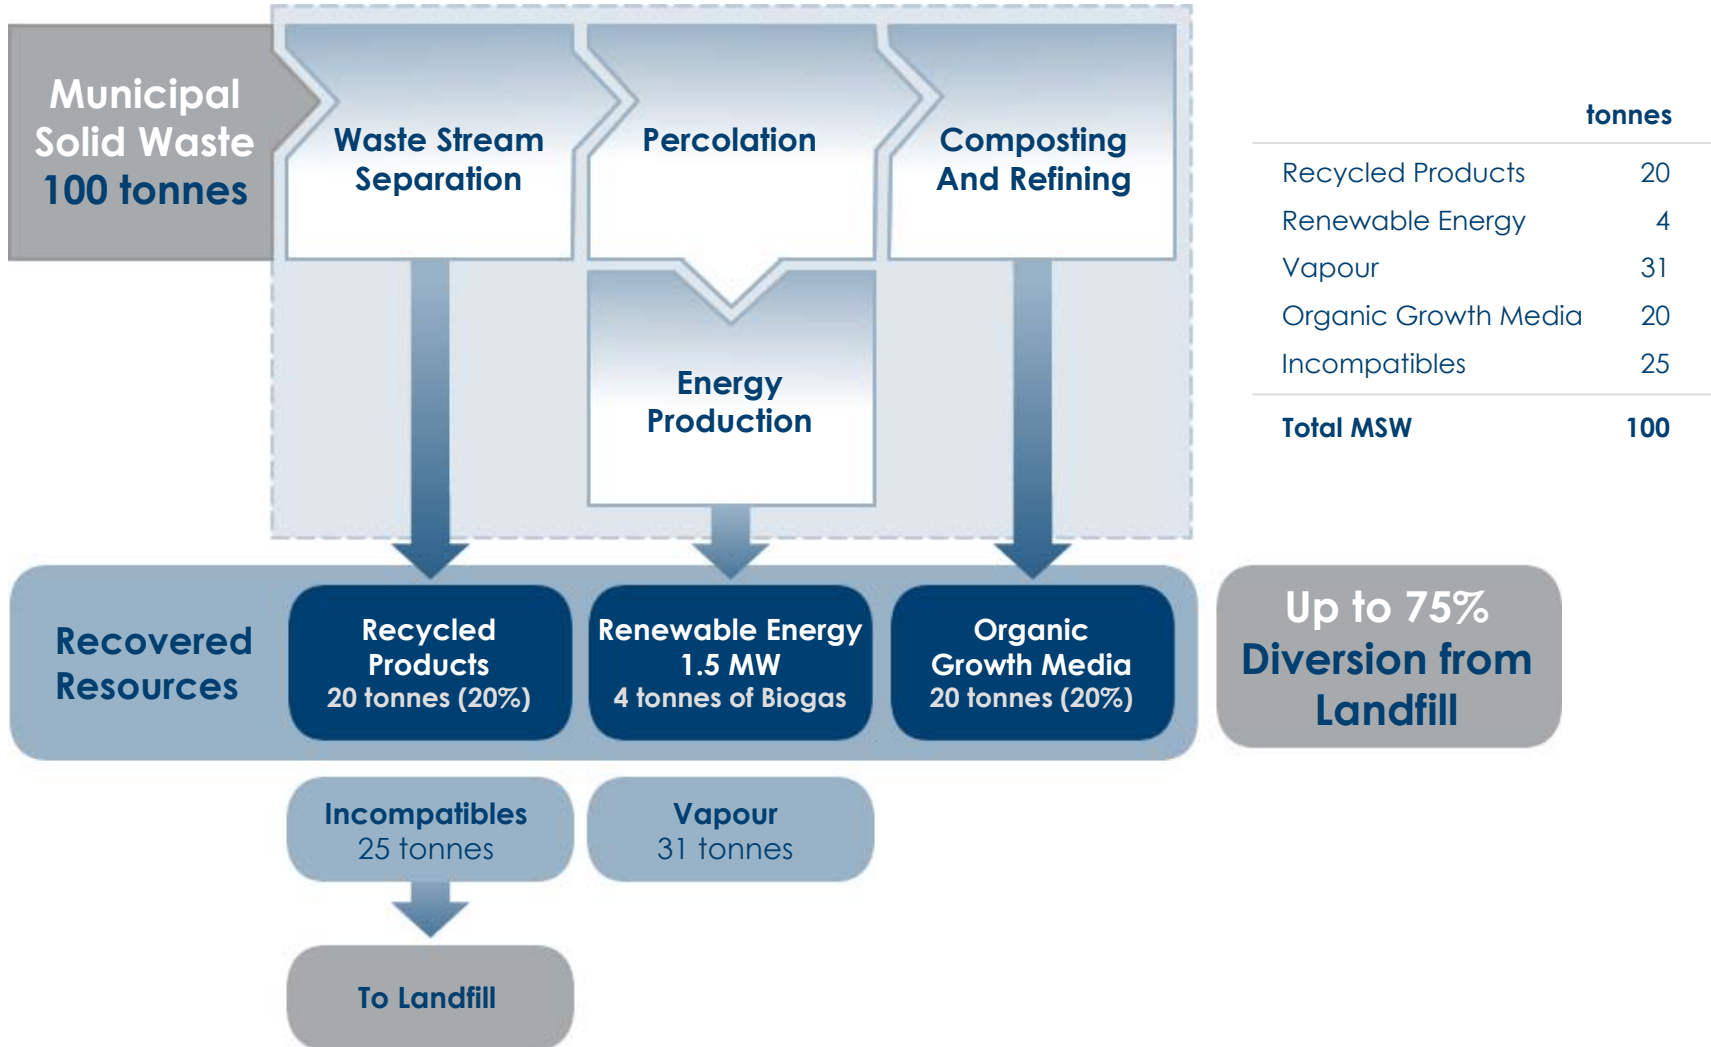 Municipal
Solid Waste
100 tonnes
Waste Stream
Separation
Percolation
Composting
And Refining
Energy
Production
tonnes
Recycled Products 20
Renewable Energy 4
Vapour 31
Organic Growth Media 20
Incompatibles 25
Total MSW 100
Recovered
Resources
Recycled
Products
20 tonnes (20%)
Renewable Energy
1.5 MW
4 tonnes of Biogas
Organic
Growth Media
20 tonnes (20%)
Up to 75%
Diversion from
Landfill
Incompatibles
25 tonnes
Vapour
31 tonnes
To Landfill